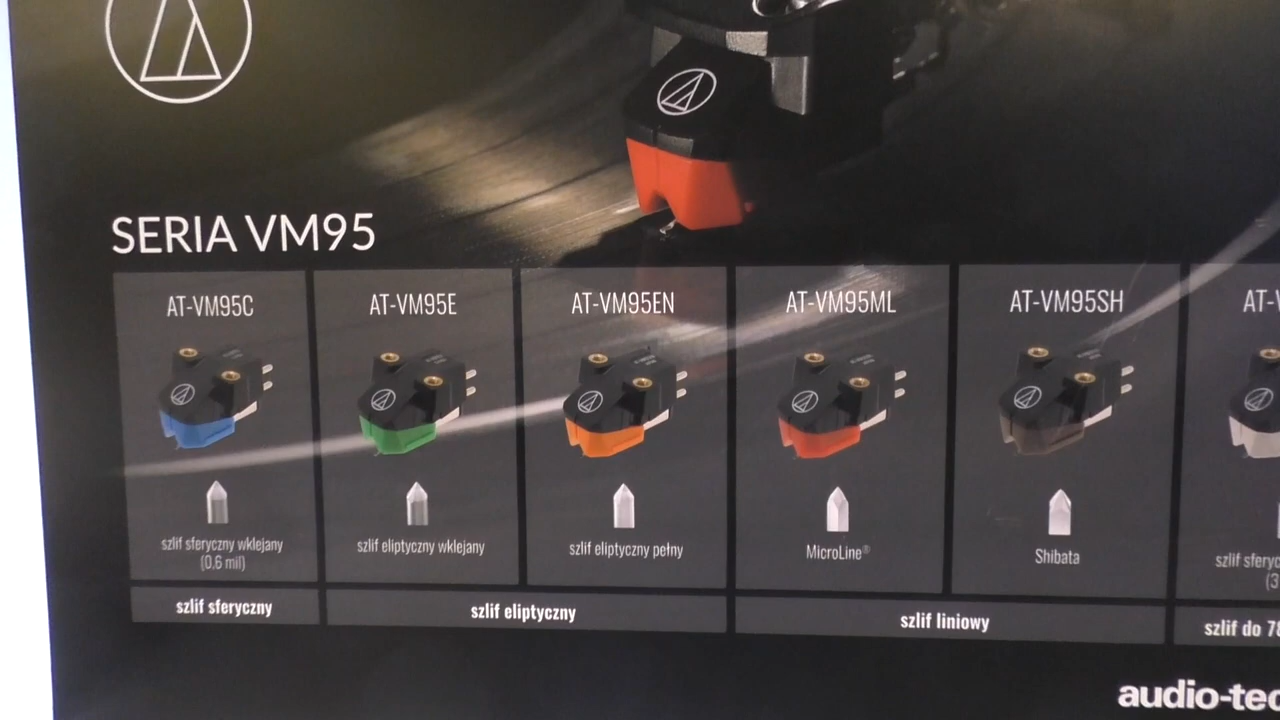 SERIA VM95
AT-VM95C
AT-VM95E
AT-VM95EN
AT-VM95ML
AT-VM95SH
szlif sferyczny wklejany
(0,6 mil)
szlif eliptyczny wklejany
szlif eliptyczny pełny
MicroLine®
Shibata
szlif sferyczny
szlif eliptyczny
szlif liniowy
szlif do 78
audio-tec